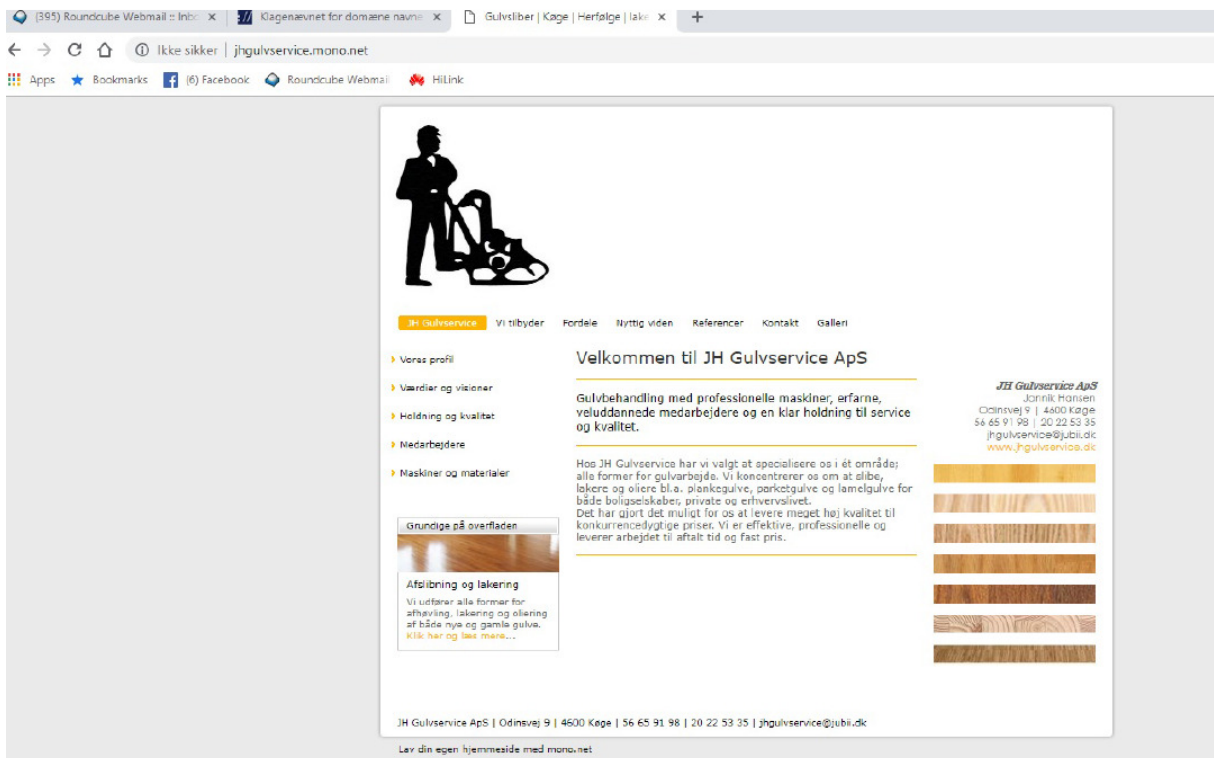 (395) Roundcube Webmail :: Inbo
Klagenævnet for domæne navne
Gulvsliber | Køge | Herfølge | lake
Ikke sikker | jhgulvservice.mono.net
Apps Bookmarks (6) Facebook Roundcube Webmail HiLink
JH Gulvservice Vi tilbyder Fordele Nyttig viden Referencer Kontakt Galleri
Vores profil
Værdier og visioner
Holdning og kvalitet
Medarbejdere
Maskiner og materialer
Grundige på overfladen
Afslibning og lakering
Vi udfører alle former for
afhøvling, lakering og oliering
af både nye og gamle gulve.
Klik her og læs mere...
Velkommen til JH Gulvservice ApS
Gulvbehandling med professionelle maskiner, erfarne,
veluddannede medarbejdere og en klar holdning til service
og kvalitet.
Hos JH Gulvservice har vi valgt at specialisere os i ét område;
alle former for gulvarbejde. Vi koncentrerer os om at slibe,
lakere og oliere bl.a. plankegulve, parketgulve og lamelgulve for
både boligselskaber, private og erhvervslivet.
Det har gjort det muligt for os at levere meget høj kvalitet til
konkurrencedygtige priser. Vi er effektive, professionelle og
leverer arbejdet til aftalt tid og fast pris.
JH Gulvservice ApS
Jannik Hansen
Odinsvej 9 | 4600 Køge
56 65 91 98 | 20 22 53 35
jhgulvservice@jubii.dk
www.jhgulvservice.dk
JH Gulvservice ApS | Odinsvej 9 | 4600 Køge | 56 65 91 98 | 20 22 53 35 | jhgulvservice@jubii.dk
Lav din egen hjemmeside med mono.net